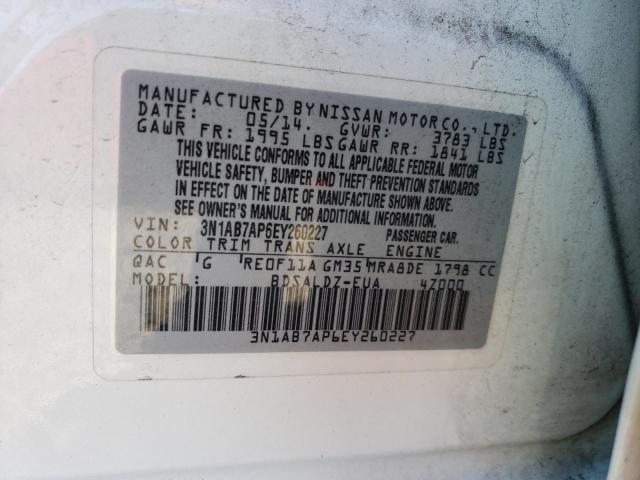 MANUFACTURED BY NISSAN MOTOR CO., LTD.
DATE: 05/14. GVWR: 3783 LBS
GAWR FR: 1995 LBS GAWR RR: 1841 LBS
THIS VEHICLE CONFORMS TO ALL APPLICABLE FEDERAL MOTOR
VEHICLE SAFETY, BUMPER AND THEFT PREVENTION STANDARDS
IN EFFECT ON THE DATE OF MANUFACTURE SHOWN ABOVE.
SEE OWNER'S MANUAL FOR ADDITIONAL INFORMATION.
VIN: 3N1AB7AP6EY260227 PASSENGER CAR.
COLOR TRIM TRANS AXLE ENGINE
QAC G RE0F11A GM35 MRA8DE 1798 CC
MODEL: BDSALDZ-EUA 4Z000
3N1AB7AP6EY260227